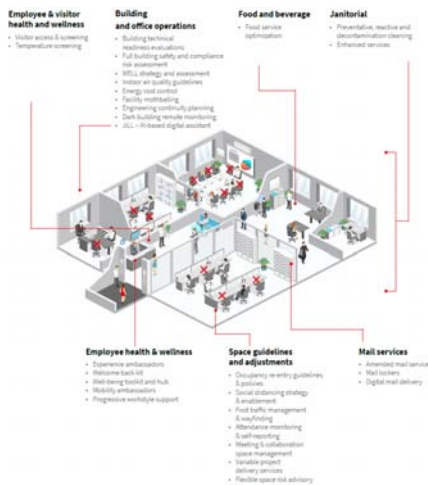 Employee & visitor
health and wellness
• Visitor access & screening
• Temperature screening
Building
and office operations
• Building technical
readiness evaluations
• Full building safety and compliance
risk assessment
• WELL strategy and assessment
• Indoor air quality guidelines
• Energy cost control
• Facility mothballing
• Engineering continuity planning
• Dark building remote monitoring
• JiLL – AI-based digital assistant
Food and beverage
• Food service
optimization
Janitorial
• Preventative, reactive and
decontamination cleaning
• Enhanced services
Employee health & wellness
• Experience ambassadors
• Welcome back kit
• Well-being toolkit and hub
• Mobility ambassadors
• Progressive workstyle support
Space guidelines
and adjustments
• Occupancy re-entry guidelines
& policies
• Social distancing strategy
& enablement
• Foot traffic management
& wayfinding
• Attendance monitoring
& self-reporting
• Meeting & collaboration
space management
• Variable project
delivery services
• Flexible space risk advisory
Mail services
• Amended mail service
• Mail lockers
• Digital mail delivery